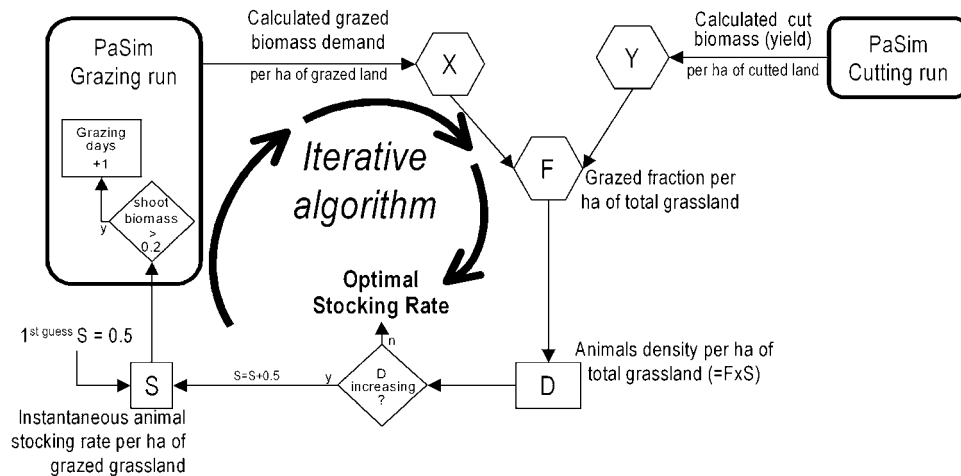 PaSim
Grazing run
Grazing
days
+1
shoot
biomass
>
0.2
y
Calculated grazed
biomass demand
per ha of grazed land
X
Y
Calculated cut
biomass (yield)
per ha of cutted land
PaSim
Cutting run
Iterative
algorithm
F
Grazed fraction per
ha of total grassland
Optimal
Stocking Rate
n
1st guess S = 0.5
S
S=S+0.5
y
D
increasing
?
D
Animals density per ha of
total grassland (=FxS)
Instantaneous animal
stocking rate per ha of
grazed grassland